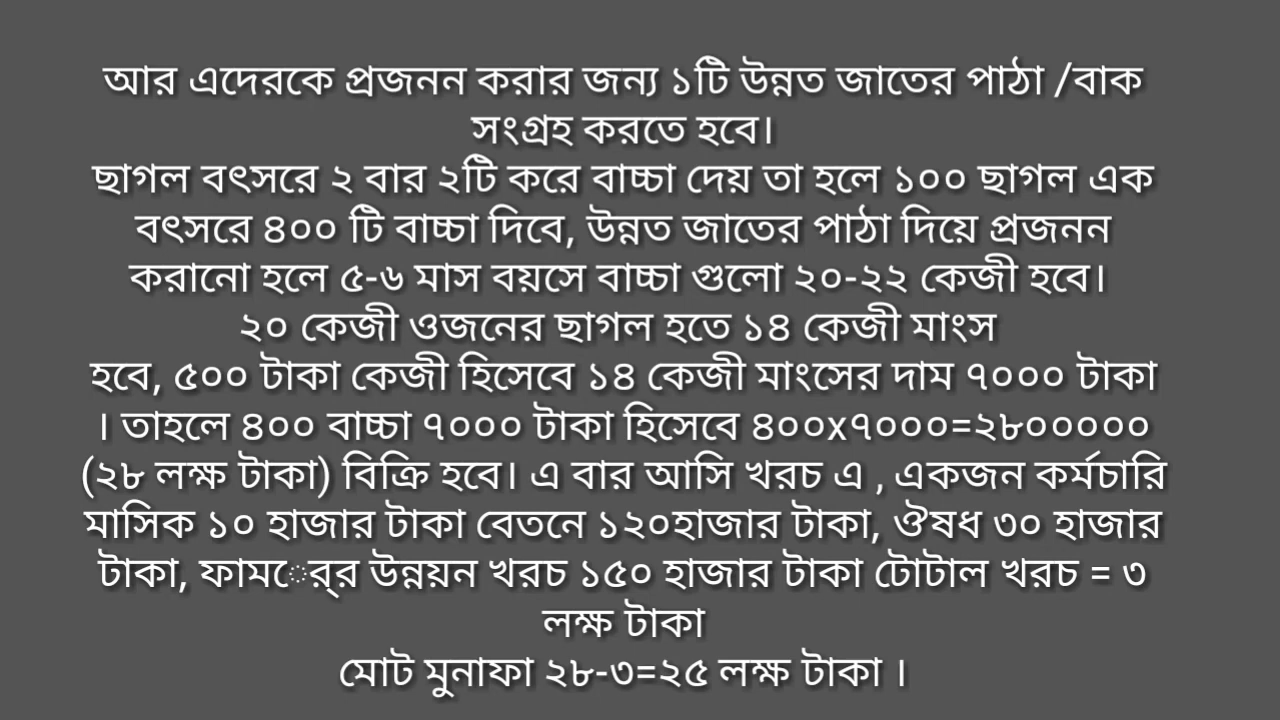 আর এদেরকে প্রজনন করার জন্য ১টি উন্নত জাতের পাঠা /বাক
সংগ্রহ করতে হবে।
ছাগল বৎসরে ২ বার ২টি করে বাচ্চা দেয় তা হলে ১০০ ছাগল এক
বৎসরে ৪০০ টি বাচ্চা দিবে, উন্নত জাতের পাঠা দিয়ে প্রজনন
করানো হলে ৫-৬ মাস বয়সে বাচ্চা গুলো ২০-২২ কেজী হবে।
২০ কেজী ওজনের ছাগল হতে ১৪ কেজী মাংস
হবে, ৫০০ টাকা কেজী হিসেবে ১৪ কেজী মাংসের দাম ৭০০০ টাকা
। তাহলে ৪০০ বাচ্চা ৭০০০ টাকা হিসেবে ৪০০x৭০০০=২৮০০০০০
(২৮ লক্ষ টাকা) বিক্রি হবে। এ বার আসি খরচ এ , একজন কর্মচারি
মাসিক ১০ হাজার টাকা বেতনে ১২০হাজার টাকা, ঔষধ ৩০ হাজার
টাকা, ফামের্র উন্নয়ন খরচ ১৫০ হাজার টাকা টোটাল খরচ = ৩
লক্ষ টাকা
মোট মুনাফা ২৮-৩=২৫ লক্ষ টাকা ।